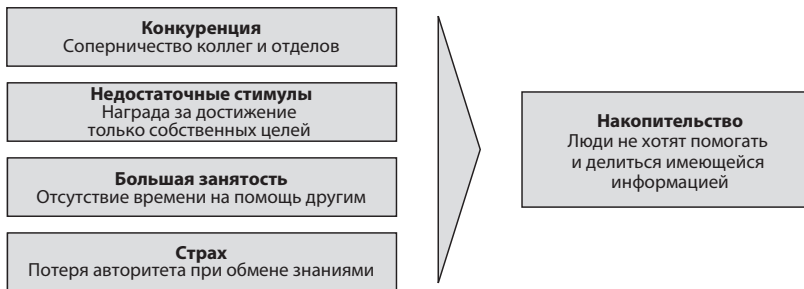 Конкуренция
Соперничество коллег и отделов
Недостаточные стимулы
Награда за достижение
только собственных целей
Большая занятость
Отсутствие времени на помощь другим
Страх
Потеря авторитета при обмене знаниями
Накопительство
Люди не хотят помогать
и делиться имеющейся
информацией